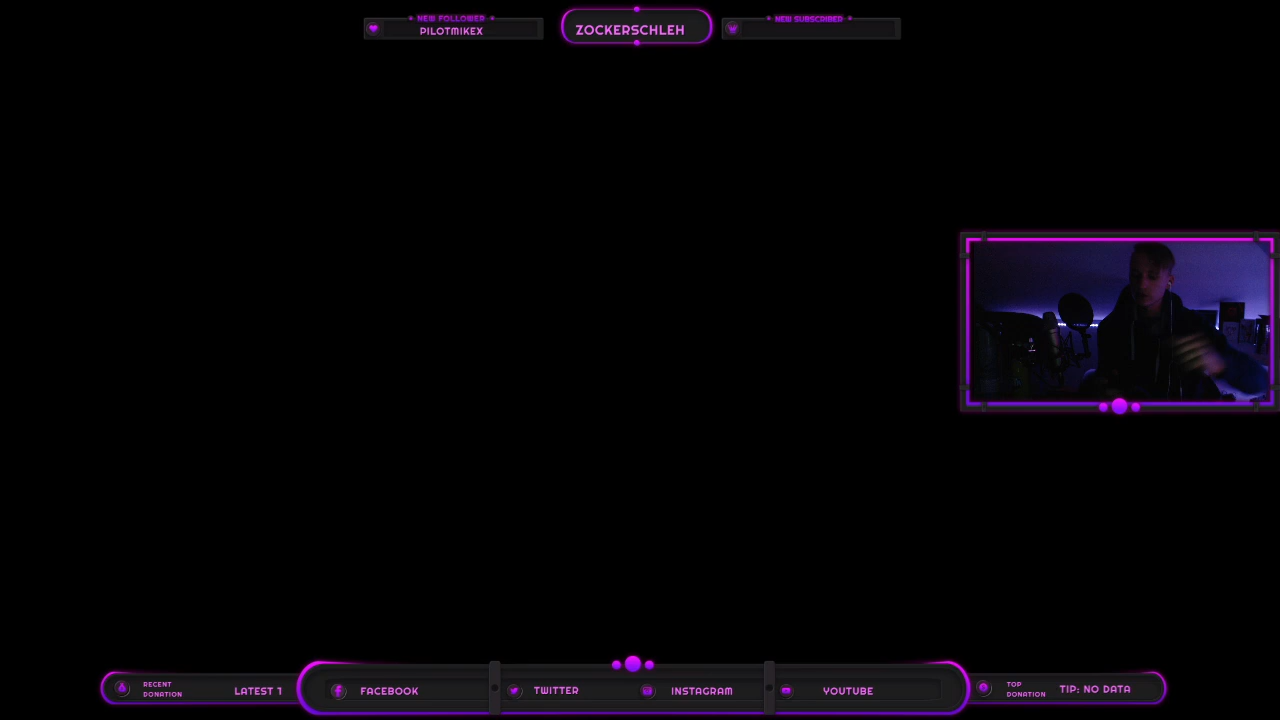 NEW FOLLOWER
PILOTMIKEX
ZOCKERSCHLEH
NEW SUBSCRIBED
RECENT
DONATION
LATEST 1
FACEBOOK
TWITTER
INSTAGRAM
YOUTUBE
TOP
DONATION
TIP: NO DATA